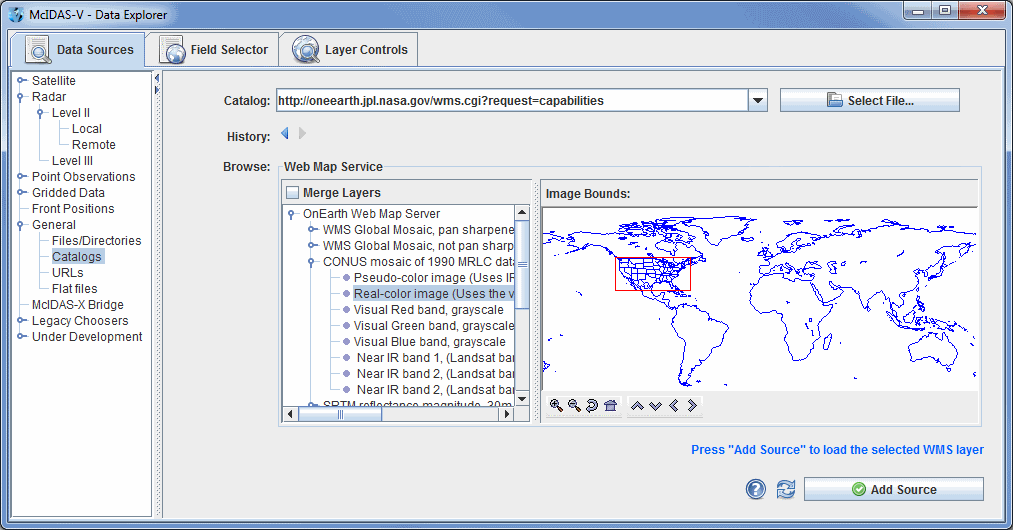 McIDAS-V - Data Explorer
Data Sources
Field Selector
Layer Controls
Satellite
Radar
Level II
Local
Remote
Level III
Point Observations
Gridded Data
Front Positions
General
Files/Directories
Catalogs
URLs
Flat files
McIDAS-X Bridge
Legacy Choosers
Under Development
Catalog: http://oneearth.jpl.nasa.gov/wms.cgi?request=capabilities
Select File...
History:
Browse:
Web Map Service
Merge Layers
OnEarth Web Map Server
WMS Global Mosaic, pan sharpene
WMS Global Mosaic, not pan sharp
CONUS mosaic of 1990 MRLC data
Pseudo-color image (Uses IR
Real-color image (Uses the v
Visual Red band, grayscale
Visual Green band, grayscale
Visual Blue band, grayscale
Near IR band 1, (Landsat ban
Near IR band 2, (Landsat ban
Near IR band 2, (Landsat ban
SRTM reflectance magnitude, 30m
Image Bounds:
Press "Add Source" to load the selected WMS layer
Add Source